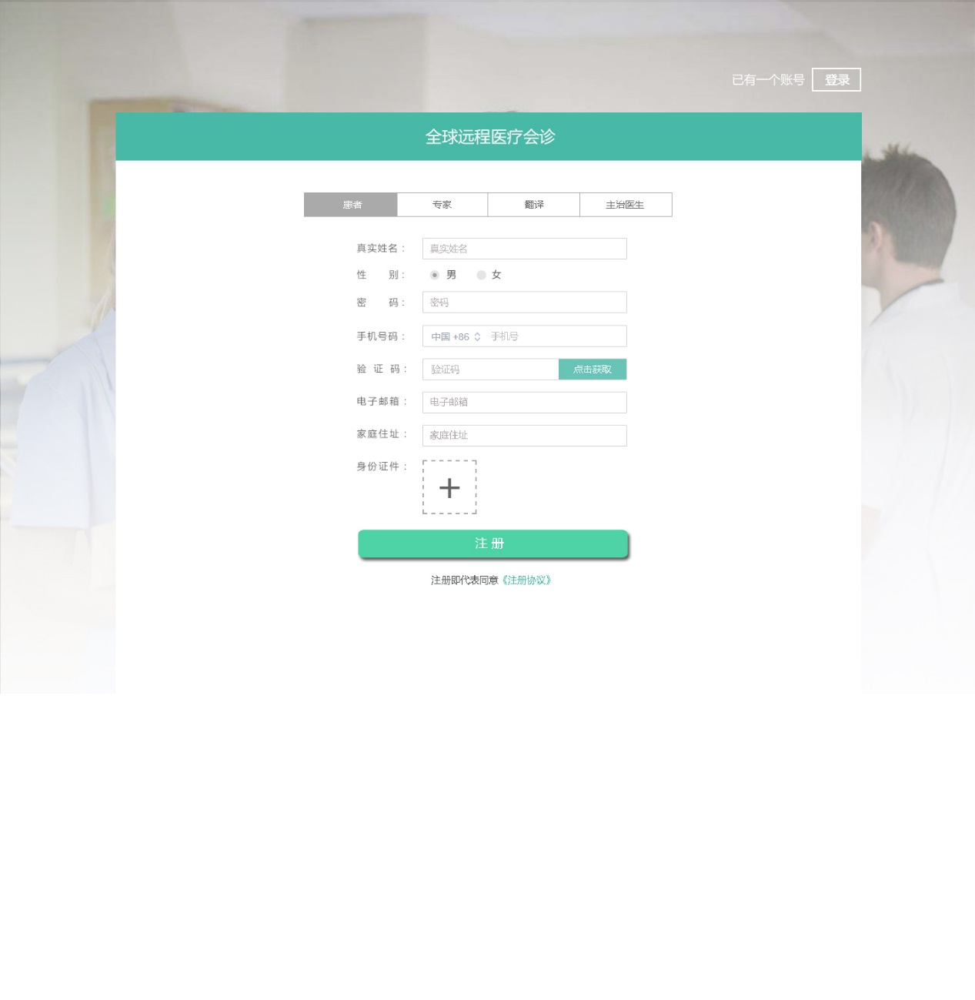 已有一个账号 登录
全球远程医疗会诊
患者 专家 翻译 主治医生
真实姓名： 真实姓名
性 别： 男 女
密 码： 密码
手机号码： 中国 +86 手机号
验 证 码： 验证码 点击获取
电子邮箱： 电子邮箱
家庭住址： 家庭住址
身份证件：
注 册
注册即代表同意《注册协议》